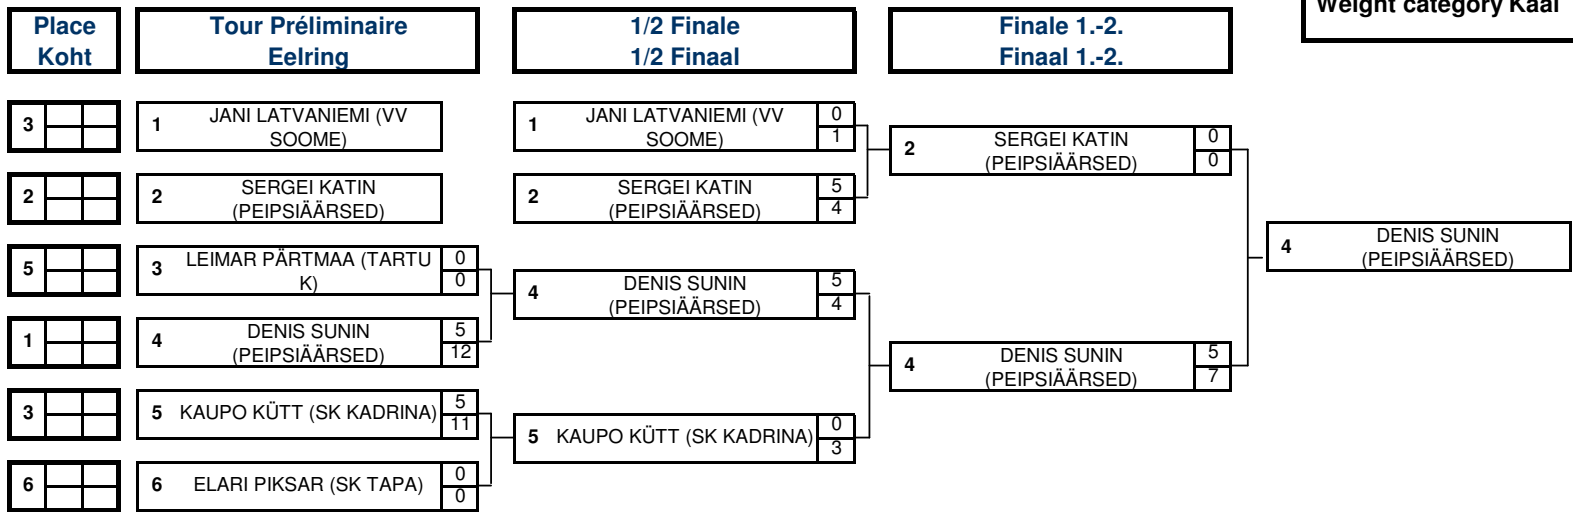 Weight category Kaal
Place
Koht
Tour Préliminaire
Eelring
1/2 Finale
1/2 Finaal
Finale 1.-2.
Finaal 1.-2.
3
1 JANI LATVANIEMI (VV
SOOME)
1 JANI LATVANIEMI (VV
SOOME)
0
1
2 SERGEI KATIN
(PEIPSIÄÄRSED)
0
0
2
2 SERGEI KATIN
(PEIPSIÄÄRSED)
2 SERGEI KATIN
(PEIPSIÄÄRSED)
5
4
4 DENIS SUNIN
(PEIPSIÄÄRSED)
5
3 LEIMAR PÄRTMAA (TARTU
K)
0
0
4 DENIS SUNIN
(PEIPSIÄÄRSED)
5
4
1
4 DENIS SUNIN
(PEIPSIÄÄRSED)
5
12
4 DENIS SUNIN
(PEIPSIÄÄRSED)
5
7
3
5 KAUPO KÜTT (SK KADRINA)
5
11
5 KAUPO KÜTT (SK KADRINA)
0
3
6
6 ELARI PIKSAR (SK TAPA)
0
0